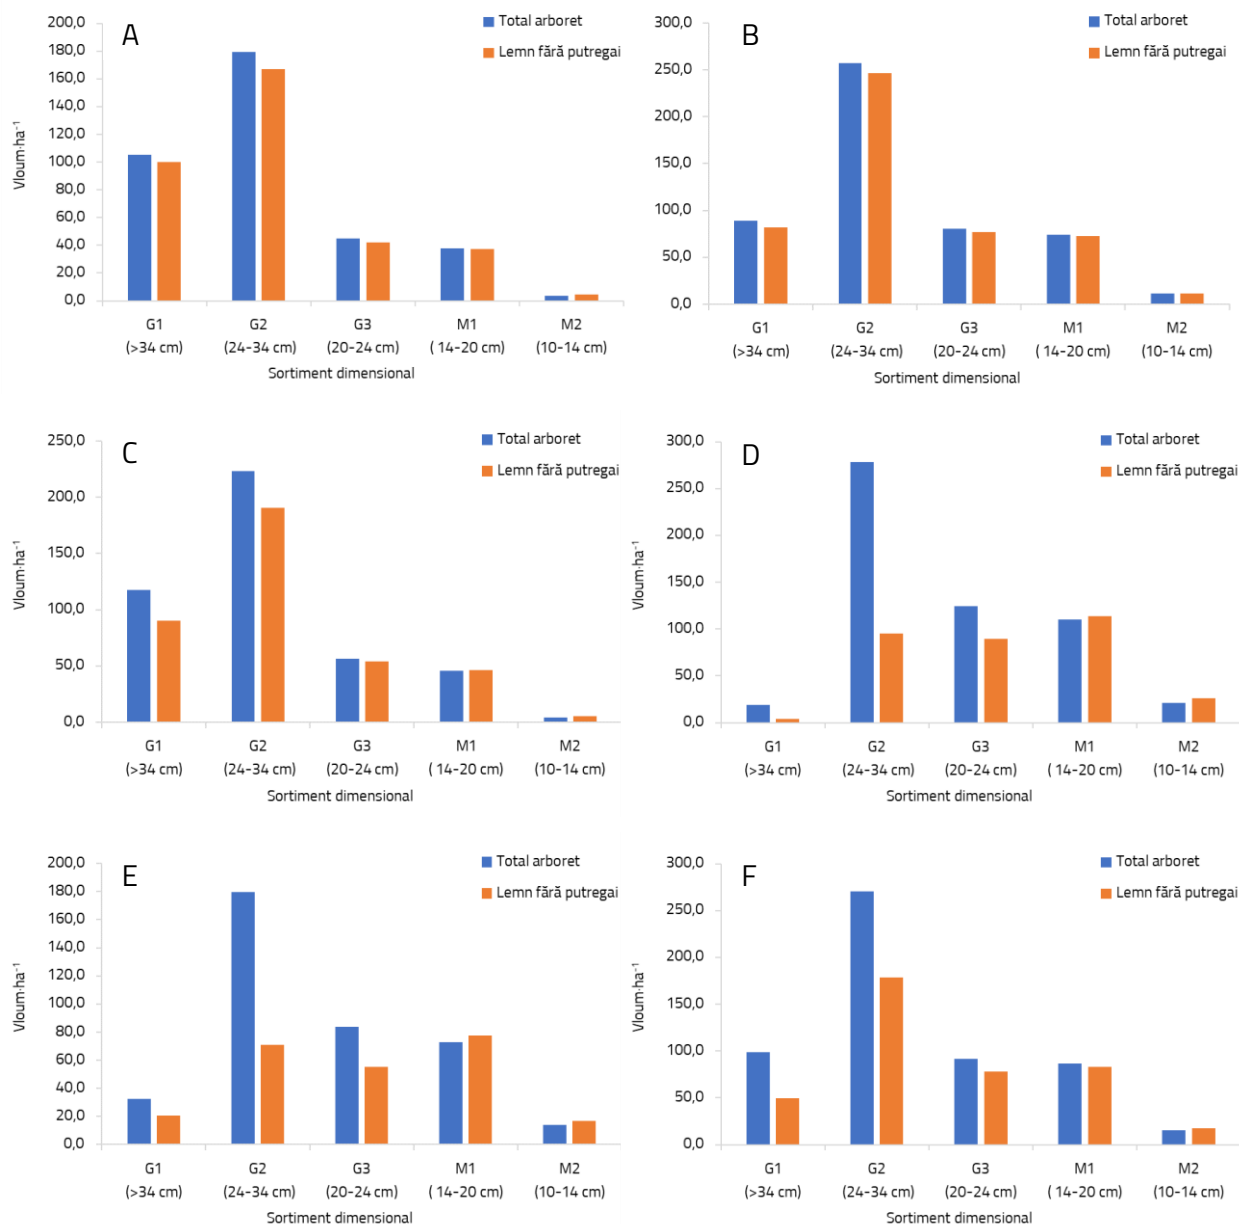 A
Total arboret
Lemn fără putregai
200,0
180,0
160,0
140,0
120,0
100,0
80,0
60,0
40,0
20,0
0,0
Vloum·ha⁻¹
G1 G2 G3 M1 M2
(>34 cm) (24-34 cm) (20-24 cm) ( 14-20 cm) (10-14 cm)
Sortiment dimensional
B
Total arboret
Lemn fără putregai
300,0
250,0
200,0
150,0
100,0
50,0
0,0
Vloum·ha⁻¹
G1 G2 G3 M1 M2
(>34 cm) (24-34 cm) (20-24 cm) ( 14-20 cm) (10-14 cm)
Sortiment dimensional
C
Total arboret
Lemn fără putregai
250,0
200,0
150,0
100,0
50,0
0,0
Vloum·ha⁻¹
G1 G2 G3 M1 M2
(>34 cm) (24-34 cm) (20-24 cm) ( 14-20 cm) (10-14 cm)
Sortiment dimensional
D
Total arboret
Lemn fără putregai
300,0
250,0
200,0
150,0
100,0
50,0
0,0
Vloum·ha⁻¹
G1 G2 G3 M1 M2
(>34 cm) (24-34 cm) (20-24 cm) ( 14-20 cm) (10-14 cm)
Sortiment dimensional
E
Total arboret
Lemn fără putregai
200,0
180,0
160,0
140,0
120,0
100,0
80,0
60,0
40,0
20,0
0,0
Vloum·ha⁻¹
G1 G2 G3 M1 M2
(>34 cm) (24-34 cm) (20-24 cm) ( 14-20 cm) (10-14 cm)
Sortiment dimensional
F
Total arboret
Lemn fără putregai
300,0
250,0
200,0
150,0
100,0
50,0
0,0
Vloum·ha⁻¹
G1 G2 G3 M1 M2
(>34 cm) (24-34 cm) (20-24 cm) ( 14-20 cm) (10-14 cm)
Sortiment dimensional